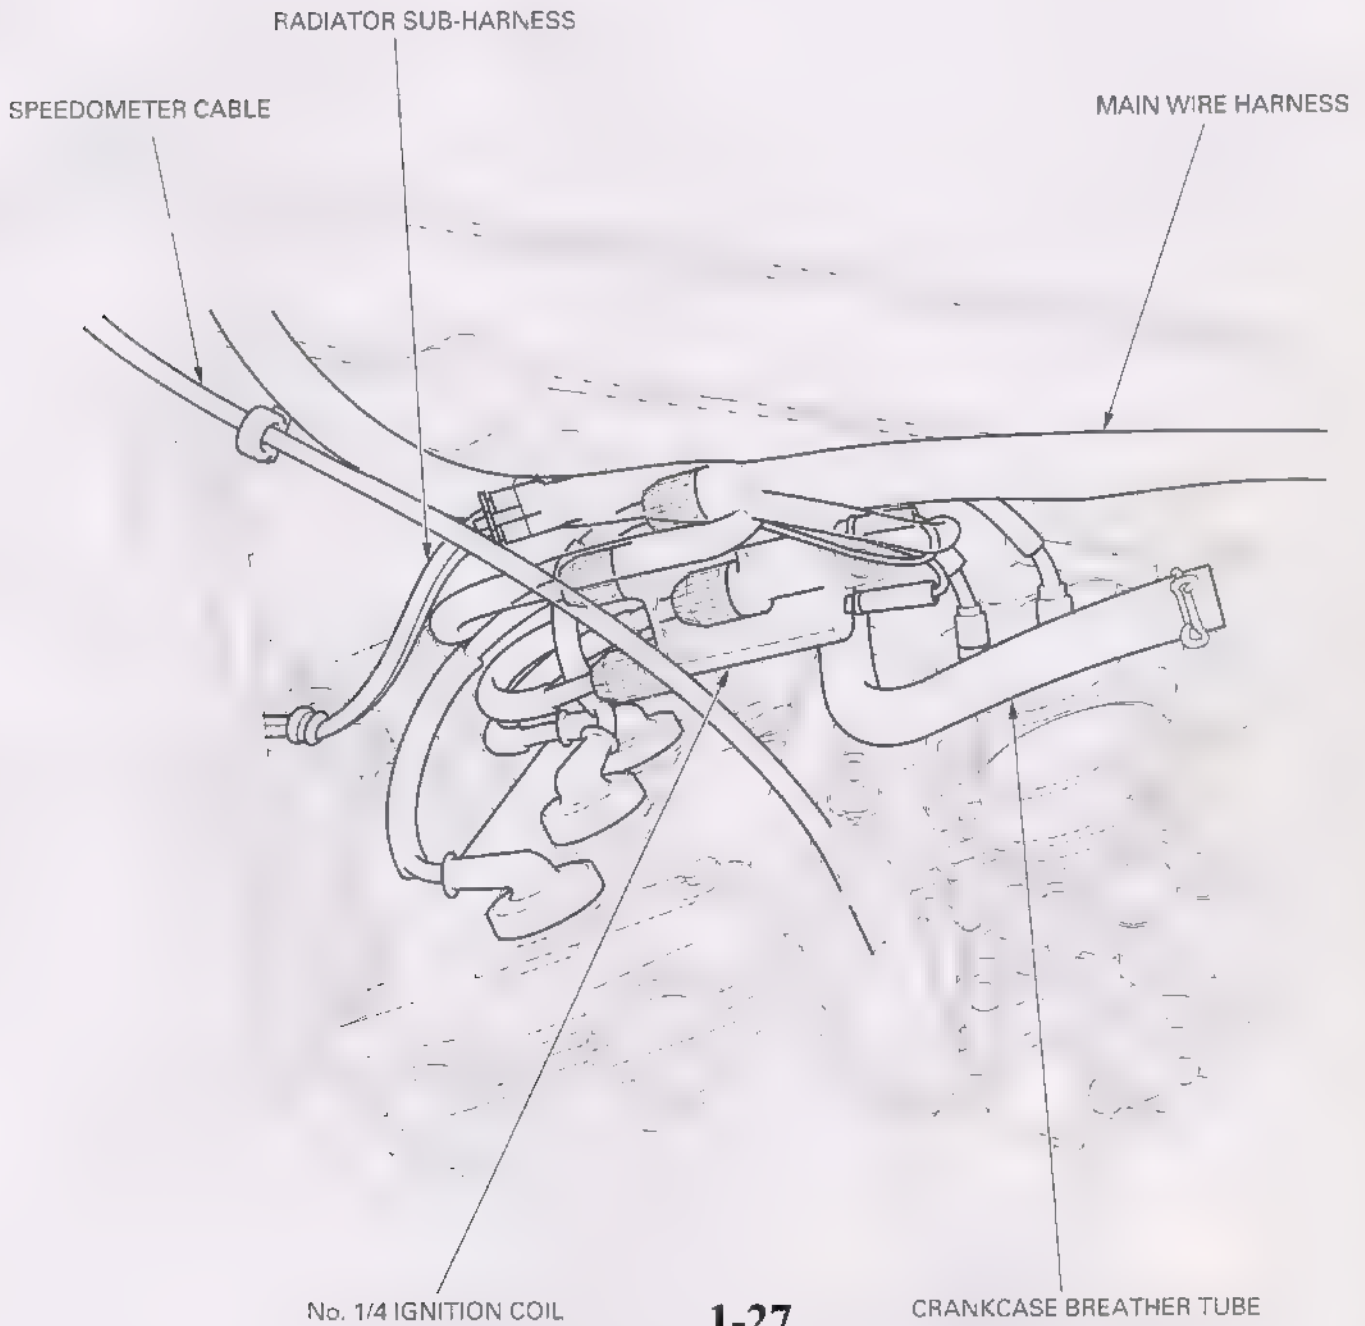 RADIATOR SUB-HARNESS
SPEEDOMETER CABLE
MAIN WIRE HARNESS
No. 1/4 IGNITION COIL
1-27
CRANKCASE BREATHER TUBE